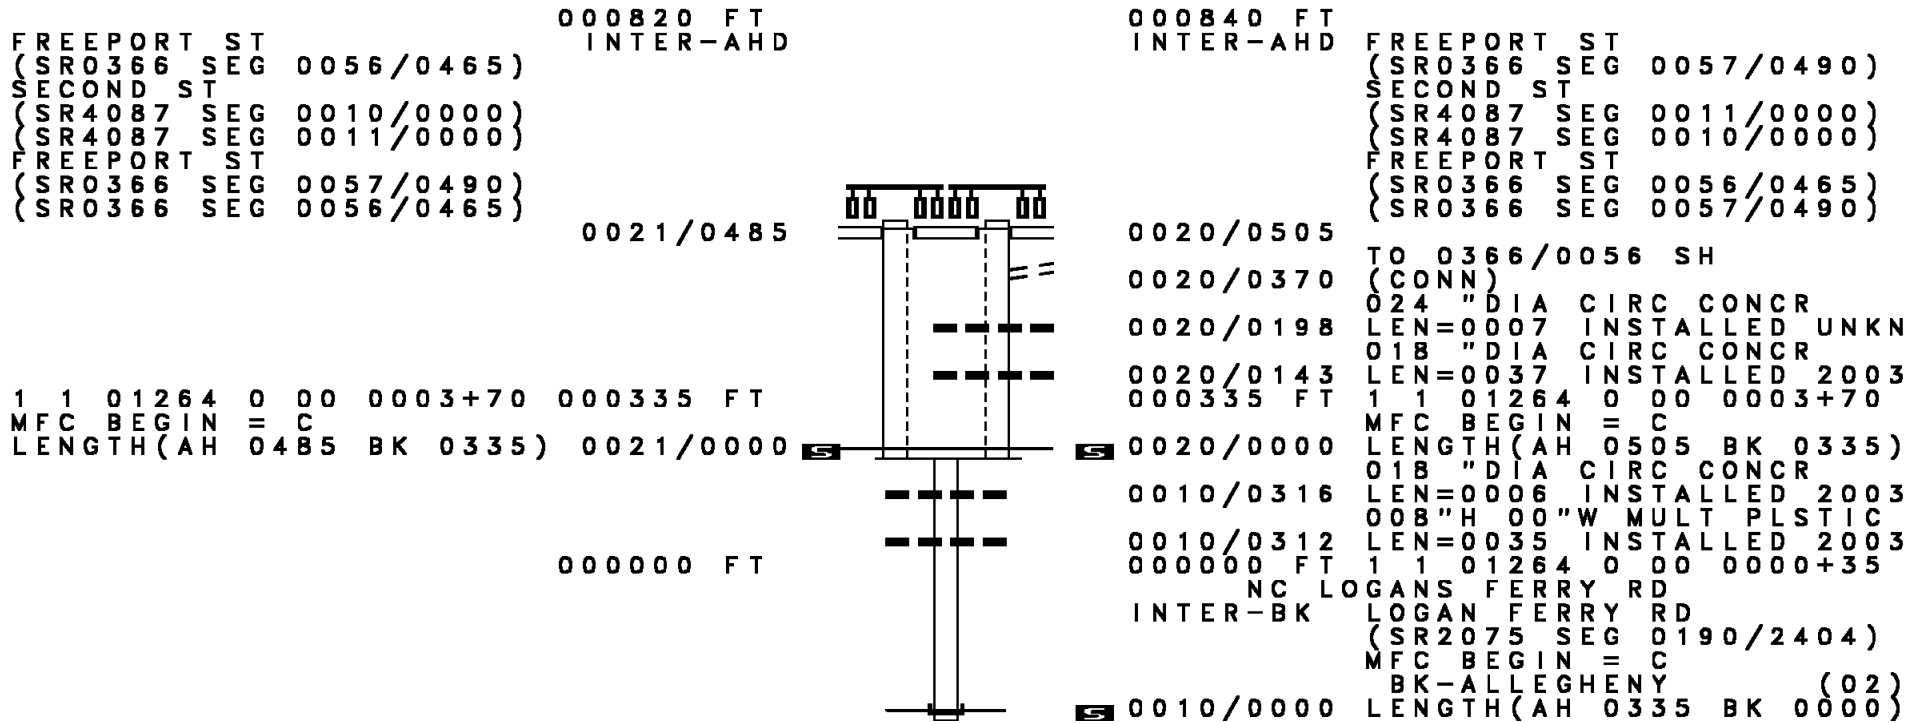 000820 FT 000840 FT
INTER-AHD INTER-AHD FREEPORT ST
FREEPORT ST
(SR0366 SEG 0056/0465) (SR0366 SEG 0057/0490)
SECOND ST SECOND ST
(SR4087 SEG 0010/0000) (SR4087 SEG 0011/0000)
(SR4087 SEG 0011/0000) (SR4087 SEG 0010/0000)
FREEPORT ST FREEPORT ST
(SR0366 SEG 0057/0490) (SR0366 SEG 0056/0465)
(SR0366 SEG 0056/0465) (SR0366 SEG 0057/0490)
0021/0485 0020/0505
TO 0366/0056 SH
0020/0370 (CONN)
024 "DIA CIRC CONCR
0020/0198 LEN=0007 INSTALLED UNKN
018 "DIA CIRC CONCR
0020/0143 LEN=0037 INSTALLED 2003
1 1 01264 0 00 0003+70 000335 FT 000335 FT 1 1 01264 0 00 0003+70
MFC BEGIN = C MFC BEGIN = C
LENGTH(AH 0485 BK 0335) 0021/0000 S S 0020/0000 LENGTH(AH 0505 BK 0335)
018 "DIA CIRC CONCR
0010/0316 LEN=0006 INSTALLED 2003
008"H 00"W MULT PLSTIC
0010/0312 LEN=0035 INSTALLED 2003
000000 FT 000000 FT 1 1 01264 0 00 0000+35
NC LOGANS FERRY RD
INTER-BK LOGAN FERRY RD
(SR2075 SEG 0190/2404)
MFC BEGIN = C
BK-ALLEGHENY (02)
S 0010/0000 LENGTH(AH 0335 BK 0000)